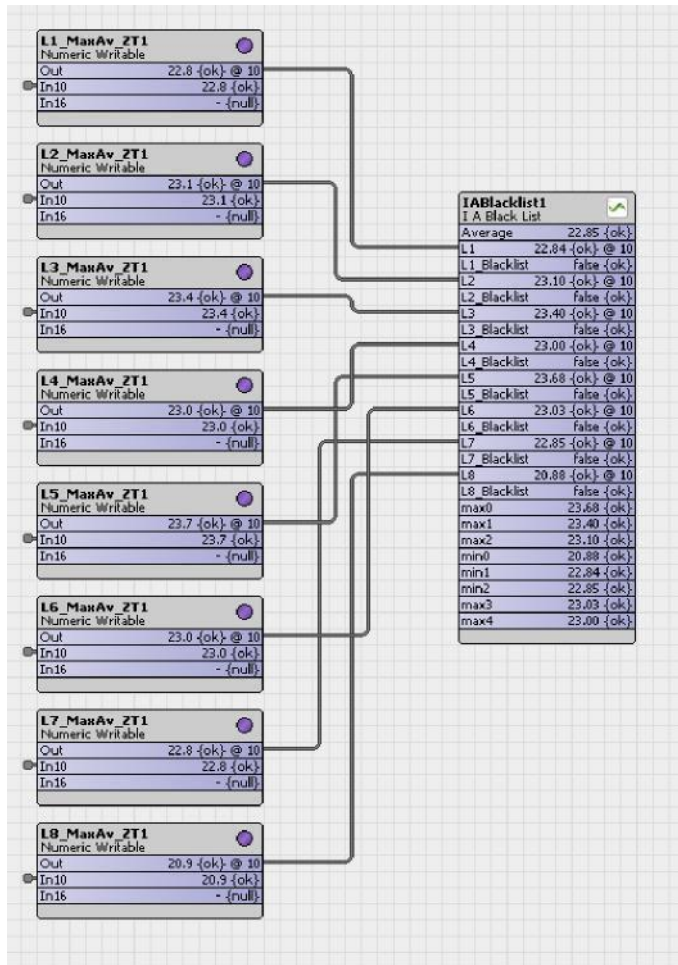 L1_MaxAv_ZT1
Numeric Writable
Out 22.8 {ok} @ 10
In10 22.8 {ok}
In16 - {null}
L2_MaxAv_ZT1
Numeric Writable
Out 23.1 {ok} @ 10
In10 23.1 {ok}
In16 - {null}
L3_MaxAv_ZT1
Numeric Writable
Out 23.4 {ok} @ 10
In10 23.4 {ok}
In16 - {null}
L4_MaxAv_ZT1
Numeric Writable
Out 23.0 {ok} @ 10
In10 23.0 {ok}
In16 - {null}
L5_MaxAv_ZT1
Numeric Writable
Out 23.7 {ok} @ 10
In10 23.7 {ok}
In16 - {null}
L6_MaxAv_ZT1
Numeric Writable
Out 23.0 {ok} @ 10
In10 23.0 {ok}
In16 - {null}
L7_MaxAv_ZT1
Numeric Writable
Out 22.8 {ok} @ 10
In10 22.8 {ok}
In16 - {null}
L8_MaxAv_ZT1
Numeric Writable
Out 20.9 {ok} @ 10
In10 20.9 {ok}
In16 - {null}
IABlacklist1
I A Black List
Average 22.85 {ok}
L1 22.84 {ok} @ 10
L1_Blacklist false {ok}
L2 23.10 {ok} @ 10
L2_Blacklist false {ok}
L3 23.40 {ok} @ 10
L3_Blacklist false {ok}
L4 23.00 {ok} @ 10
L4_Blacklist false {ok}
L5 23.68 {ok} @ 10
L5_Blacklist false {ok}
L6 23.03 {ok} @ 10
L6_Blacklist false {ok}
L7 22.85 {ok} @ 10
L7_Blacklist false {ok}
L8 20.88 {ok} @ 10
L8_Blacklist false {ok}
max0 23.68 {ok}
max1 23.40 {ok}
max2 23.10 {ok}
min0 20.88 {ok}
min1 22.84 {ok}
min2 22.85 {ok}
max3 23.03 {ok}
max4 23.00 {ok}